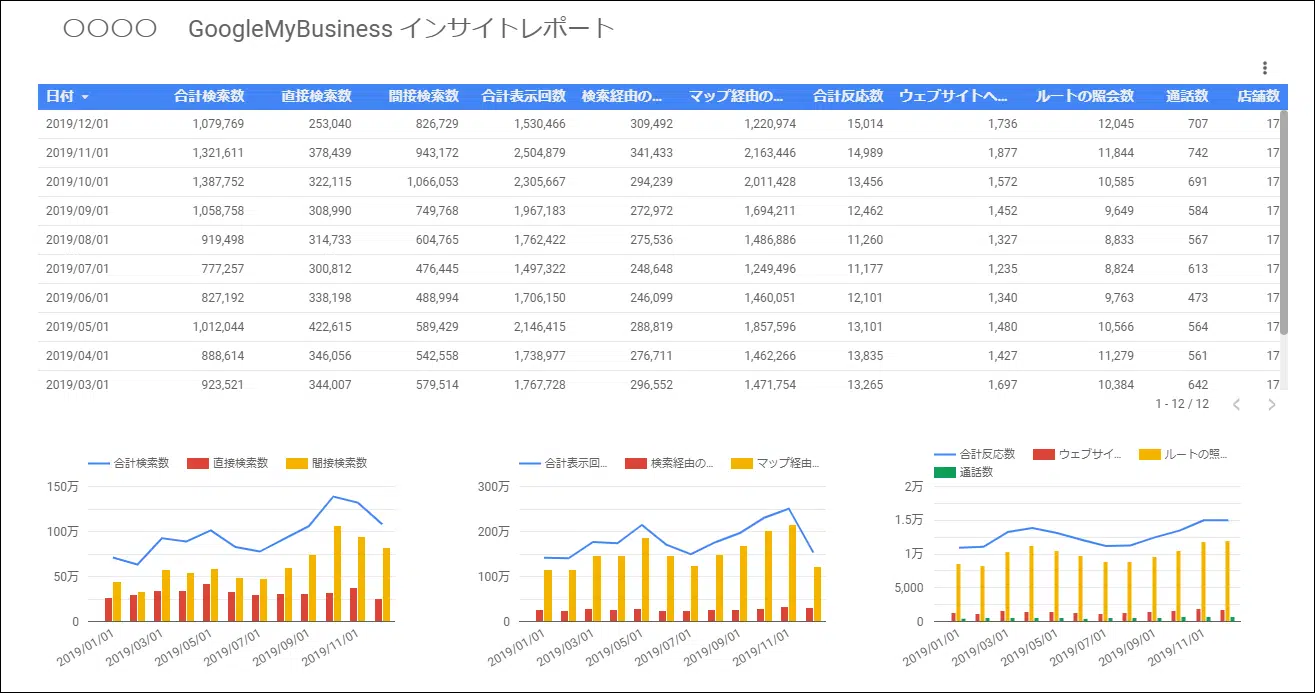 〇〇〇〇 GoogleMyBusiness インサイトレポート
日付 合計検索数 直接検索数 間接検索数 合計表示回数 検索経由の... マップ経由の... 合計反応数 ウェブサイトへ... ルートの照会数 通話数 店舗数
2019/12/01 1,079,769 253,040 826,729 1,530,466 309,492 1,220,974 15,014 1,736 12,045 707 17
2019/11/01 1,321,611 378,439 943,172 2,504,879 341,433 2,163,446 14,989 1,877 11,844 742 17
2019/10/01 1,387,752 322,115 1,066,053 2,305,667 294,239 2,011,428 13,456 1,572 10,585 691 17
2019/09/01 1,058,758 308,990 749,768 1,967,183 272,972 1,694,211 12,462 1,452 9,649 584 17
2019/08/01 919,498 314,733 604,765 1,762,422 275,536 1,486,886 11,260 1,327 8,833 567 17
2019/07/01 777,257 300,812 476,445 1,497,322 248,648 1,249,496 11,177 1,235 8,824 613 17
2019/06/01 827,192 338,198 488,994 1,706,150 246,099 1,460,051 12,101 1,340 9,763 473 17
2019/05/01 1,012,044 422,615 589,429 2,146,415 288,819 1,857,596 13,101 1,480 10,566 564 17
2019/04/01 888,614 346,056 542,558 1,738,977 276,711 1,462,266 13,835 1,427 11,279 561 17
2019/03/01 923,521 344,007 579,514 1,767,728 296,552 1,471,754 13,265 1,697 10,384 642 17
1 - 12 / 12
合計検索数 直接検索数 間接検索数
150万
100万
50万
0
2019/01/01 2019/03/01 2019/05/01 2019/07/01 2019/09/01 2019/11/01
合計表示回... 検索経由の... マップ経由...
300万
200万
100万
0
2019/01/01 2019/03/01 2019/05/01 2019/07/01 2019/09/01 2019/11/01
合計反応数 ウェブサイ... ルートの照...
通話数
2万
1.5万
1万
5,000
0
2019/01/01 2019/03/01 2019/05/01 2019/07/01 2019/09/01 2019/11/01